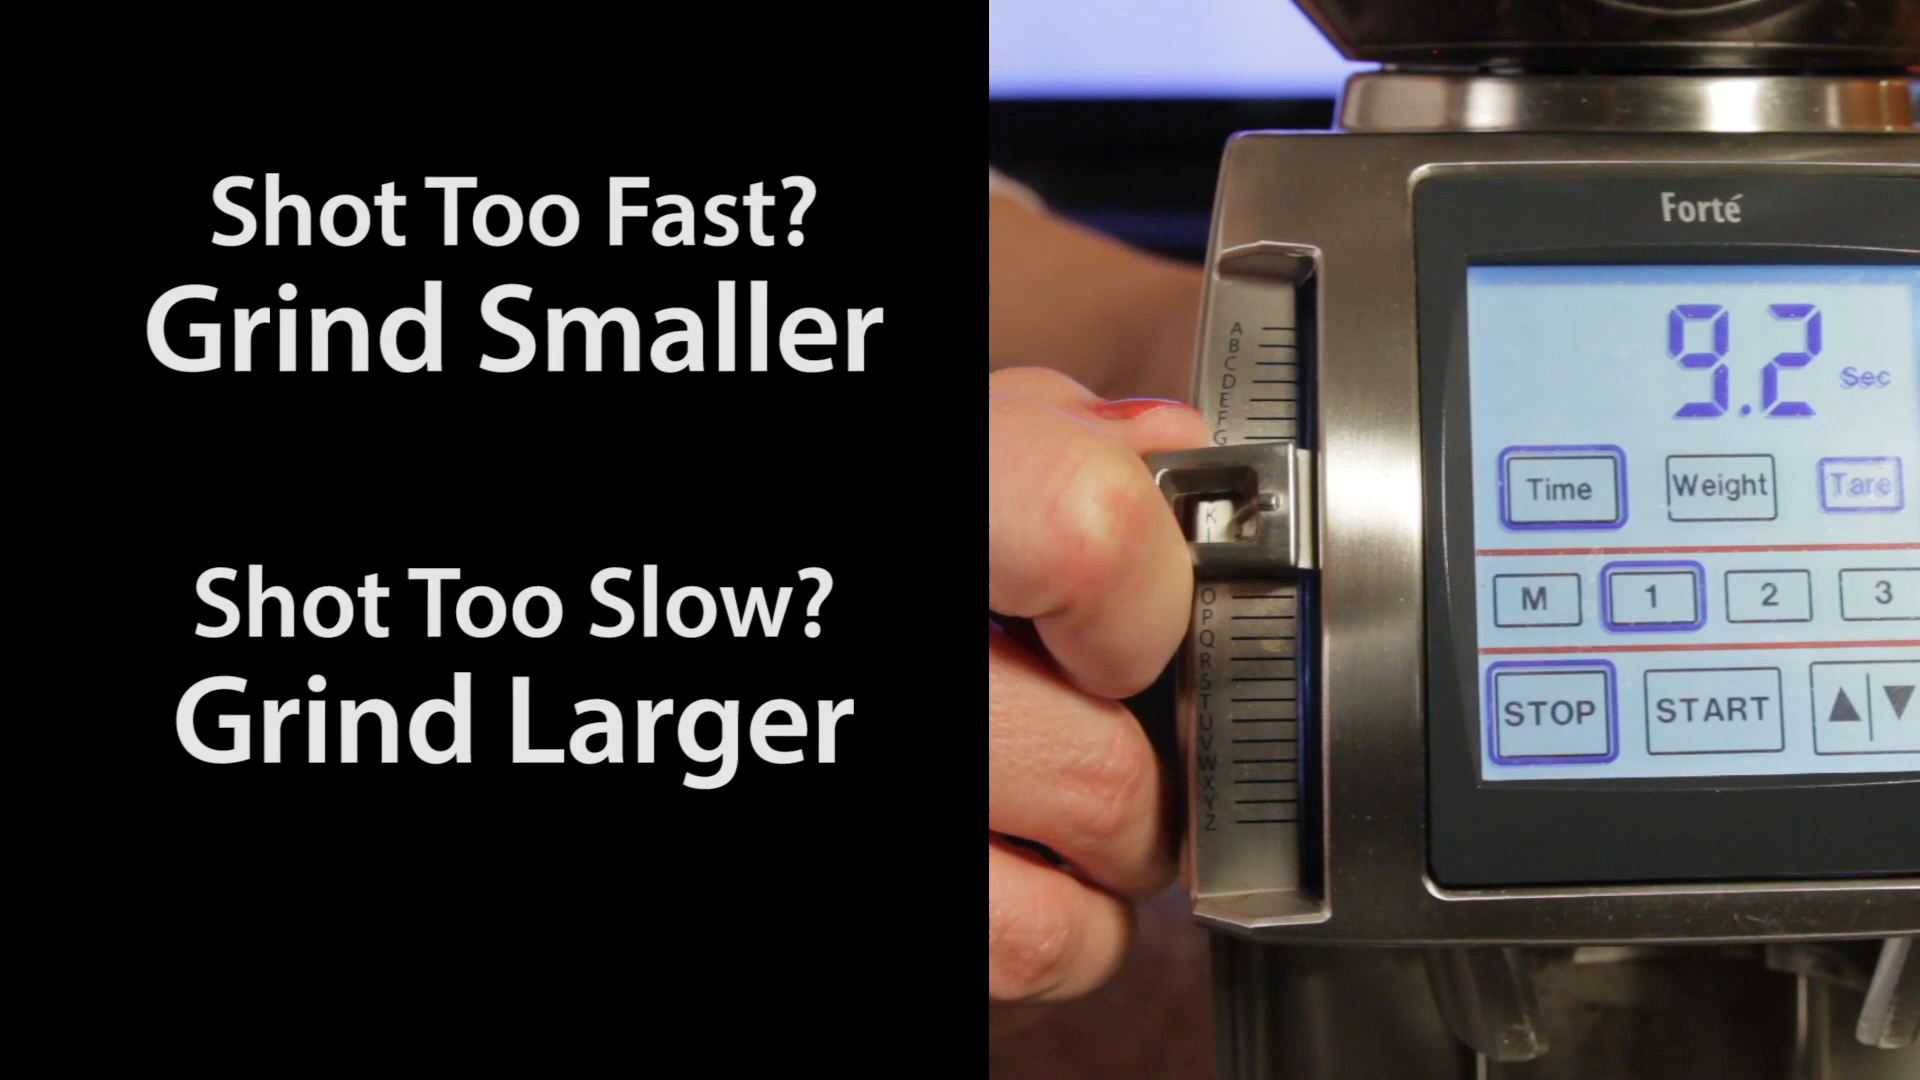 Shot Too Fast?
Grind Smaller
Shot Too Slow?
Grind Larger
Forté
9.2 Sec
Time Weight Tare
M 1 2 3
STOP START
A
B
C
D
E
F
G
K
O
P
Q
R
S
T
U
V
W
X
Y
Z